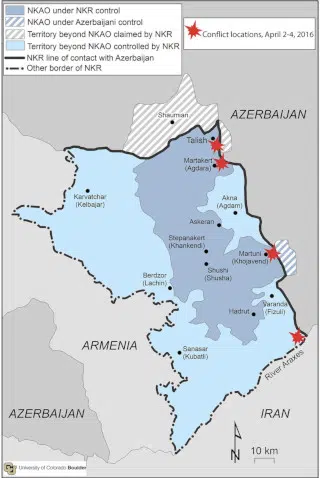 NKAO under NKR control
NKAO under Azerbaijani control
Territory beyond NKAO claimed by NKR
Territory beyond NKAO controlled by NKR
NKR line of contact with Azerbaijan
Other border of NKR
Conflict locations, April 2-4, 2016
Shaumian
AZERBAIJAN
Talish
Martakert
(Agdara)
Karvatchar
(Kelbajar)
Akna
(Agdam)
Askeran
Stepanakert
(Khankendi)
Martuni
(Khojavend)
Shushi
(Shusha)
Berdzor
(Lachin)
Varanda
(Fizuli)
Hadrut
ARMENIA
Sanasar
(Kubatli)
River Araxes
AZERBAIJAN
IRAN
N
10 km
University of Colorado Boulder